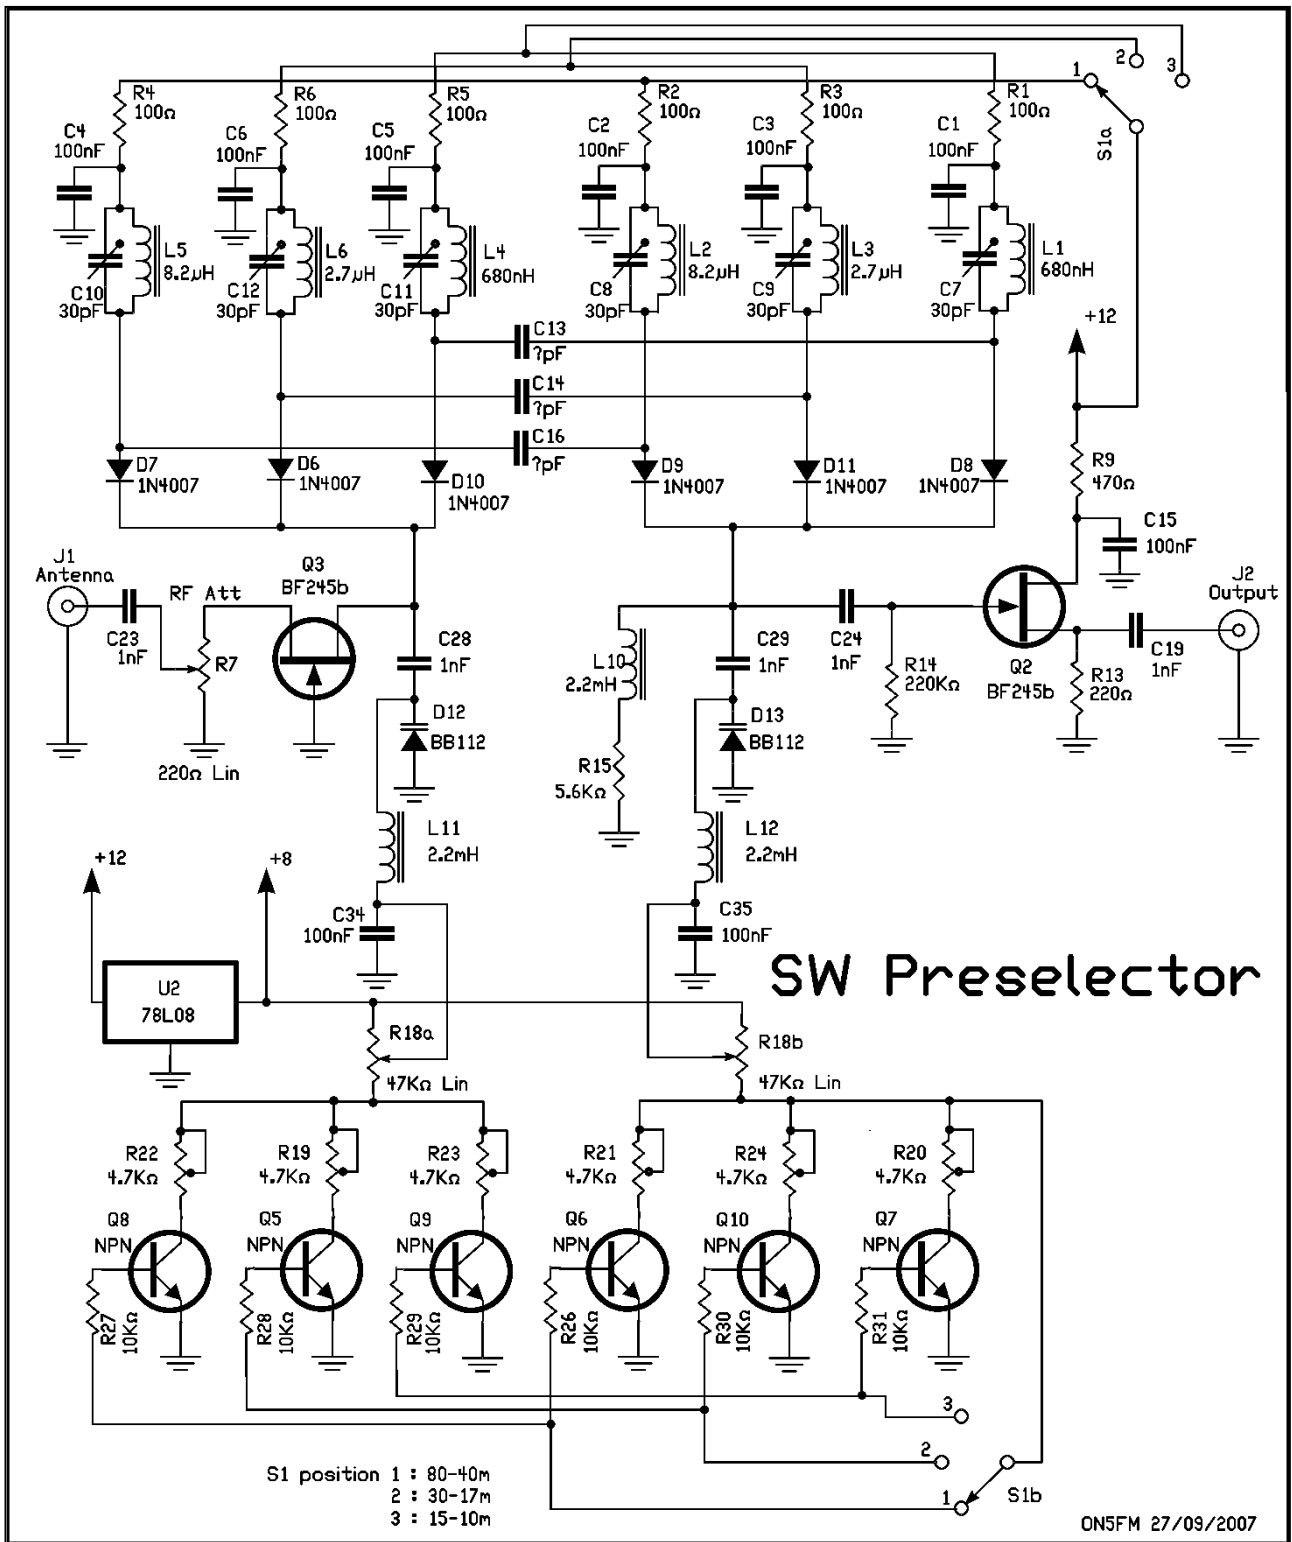 1
2
3
S1a
R4
100Ω
R6
100Ω
R5
100Ω
R2
100Ω
R3
100Ω
R1
100Ω
C4
100nF
C6
100nF
C5
100nF
C2
100nF
C3
100nF
C1
100nF
L5
8.2µH
L6
2.7µH
L4
680nH
L2
8.2µH
L3
2.7µH
L1
680nH
C10
30pF
C12
30pF
C11
30pF
C8
30pF
C9
30pF
C7
30pF
C13
?pF
C14
?pF
C16
?pF
+12
D7
1N4007
D6
1N4007
D10
1N4007
D9
1N4007
D11
1N4007
D8
1N4007
R9
470Ω
C15
100nF
J1
Antenna
C23
1nF
RF Att
R7
220Ω Lin
Q3
BF245b
C28
1nF
D12
BB112
L11
2.2mH
L10
2.2mH
R15
5.6KΩ
C29
1nF
D13
BB112
L12
2.2mH
C24
1nF
R14
220KΩ
Q2
BF245b
R13
220Ω
C19
1nF
J2
Output
+12
+8
C34
100nF
C35
100nF
SW Preselector
U2
78L08
R18a
47KΩ Lin
R18b
47KΩ Lin
R22
4.7KΩ
R19
4.7KΩ
R23
4.7KΩ
R21
4.7KΩ
R24
4.7KΩ
R20
4.7KΩ
Q8
NPN
Q5
NPN
Q9
NPN
Q6
NPN
Q10
NPN
Q7
NPN
R27
10KΩ
R28
10KΩ
R29
10KΩ
R26
10KΩ
R30
10KΩ
R31
10KΩ
3
2
1
S1b
S1 position 1 : 80-40m
2 : 30-17m
3 : 15-10m
ON5FM 27/09/2007